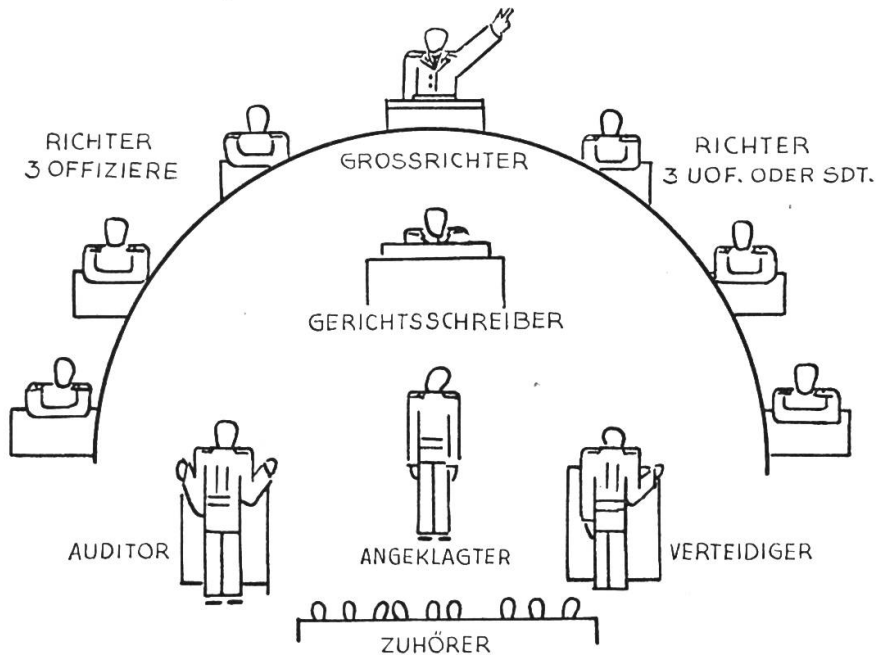 RICHTER
3 OFFIZIERE
GROSSRICHTER
RICHTER
3 UOF. ODER SDT.
GERICHTSSCHREIBER
AUDITOR
ANGEKLAGTER
VERTEIDIGER
ZUHÖRER